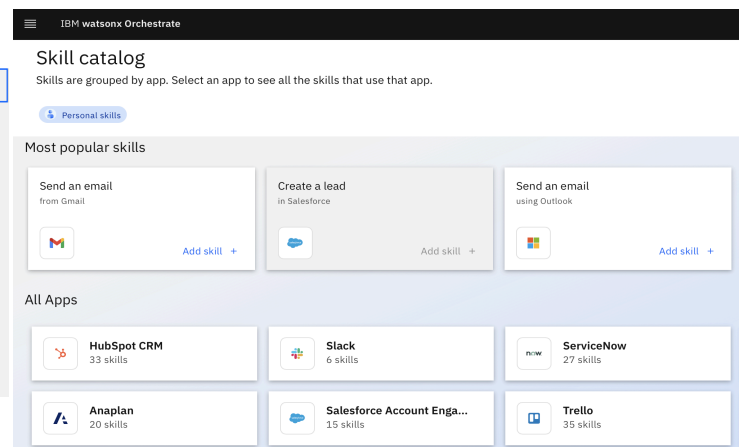 IBM watsonx Orchestrate
Skill catalog
Skills are grouped by app. Select an app to see all the skills that use that app.
Personal skills
Most popular skills
Send an email
from Gmail
Add skill +
Create a lead
in Salesforce
Add skill +
Send an email
using Outlook
Add skill +
All Apps
HubSpot CRM
33 skills
Slack
6 skills
now
ServiceNow
27 skills
Anaplan
20 skills
Salesforce Account Enga...
15 skills
Trello
35 skills